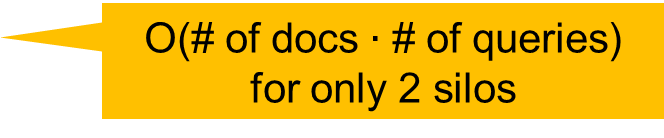 O(# of docs · # of queries)
for only 2 silos